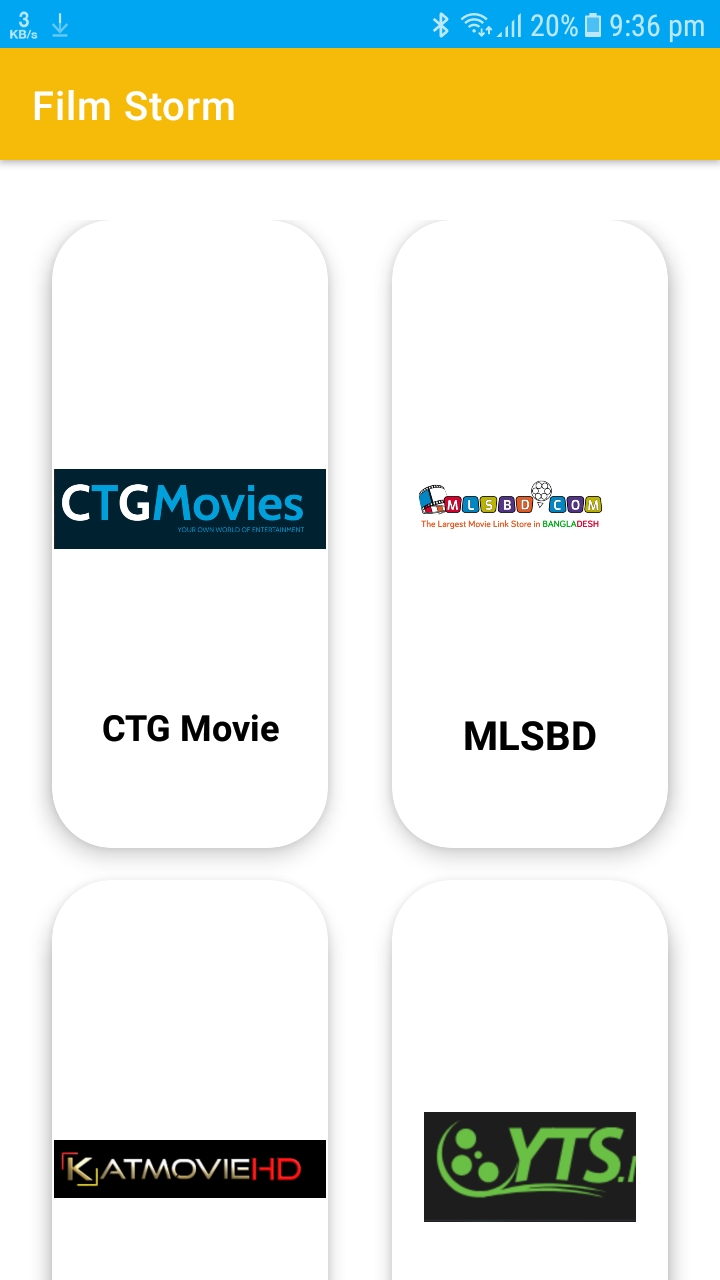 3
KB/s
20% 9:36 pm
Film Storm
CTGMovies
YOUR OWN WORLD OF ENTERTAINMENT
MLSBD COM
The Largest Movie Link Store in BANGLADESH
CTG Movie
MLSBD
KATMOVIEHD
YTS.